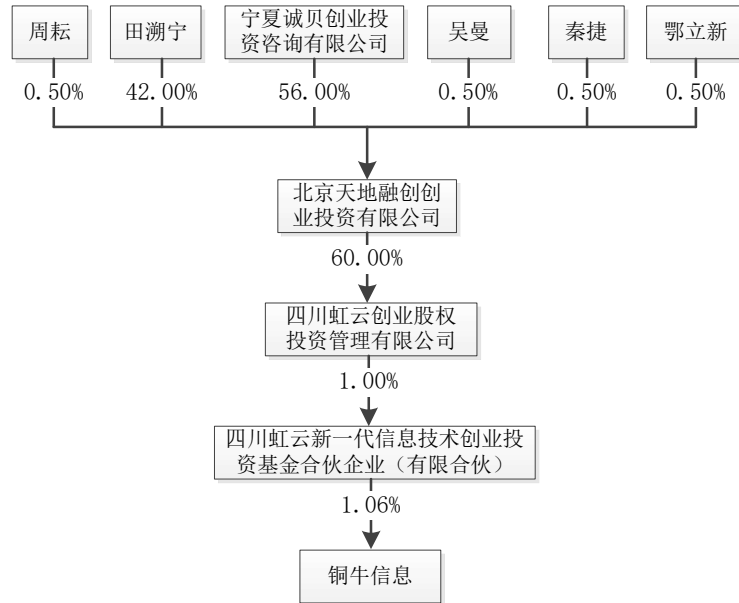 周耘
田溯宁
宁夏诚贝创业投
资咨询有限公司
吴曼
秦捷
鄂立新
0.50%
42.00%
56.00%
0.50%
0.50%
0.50%
北京天地融创创
业投资有限公司
60.00%
四川虹云创业股权
投资管理有限公司
1.00%
四川虹云新一代信息技术创业投
资基金合伙企业（有限合伙）
1.06%
铜牛信息